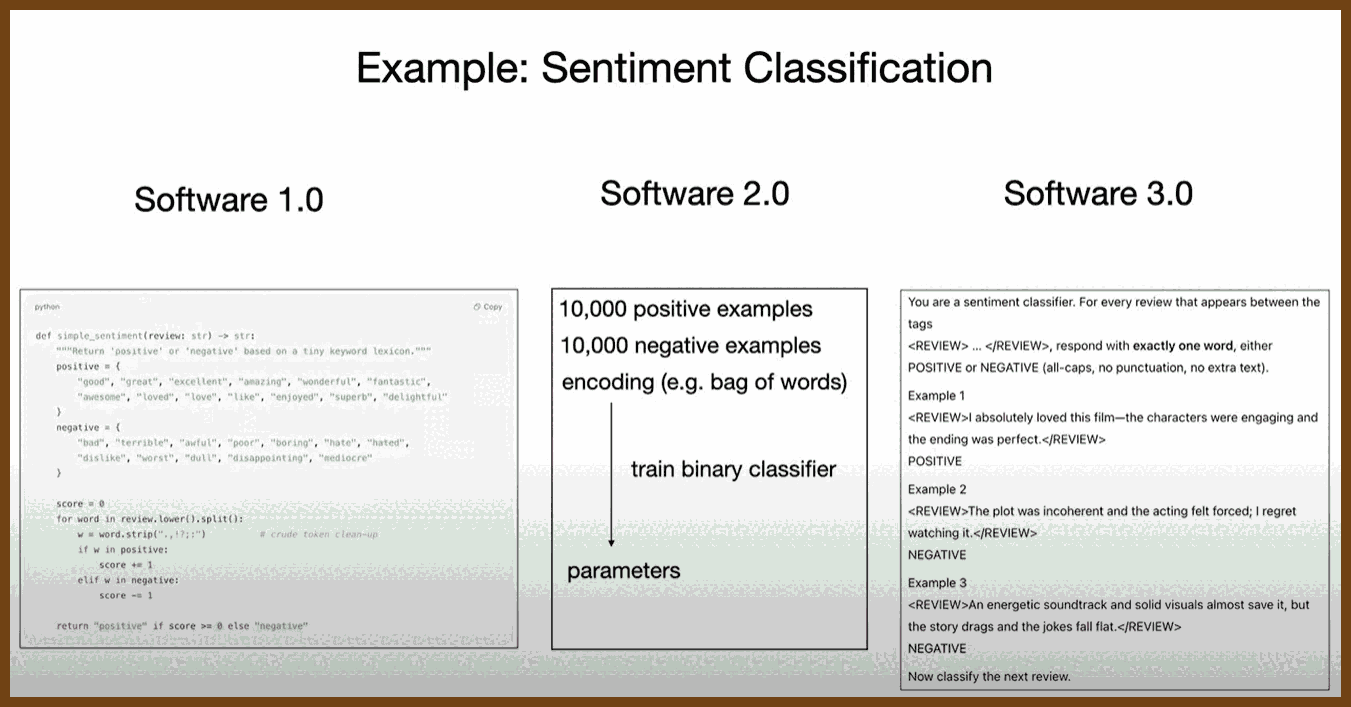 Example: Sentiment Classification
Software 1.0
python
Copy
def simple_sentiment(review: str) -> str:
"""Return 'positive' or 'negative' based on a tiny keyword lexicon."""
positive = {
"good", "great", "excellent", "amazing", "wonderful", "fantastic",
"awesome", "loved", "love", "like", "enjoyed", "superb", "delightful"
}
negative = {
"bad", "terrible", "awful", "poor", "boring", "hate", "hated",
"dislike", "worst", "dull", "disappointing", "mediocre"
}
score = 0
for word in review.lower().split():
w = word.strip(".,!?;:") # crude token clean-up
if w in positive:
score += 1
elif w in negative:
score -= 1
return "positive" if score >= 0 else "negative"
Software 2.0
10,000 positive examples
10,000 negative examples
encoding (e.g. bag of words)
train binary classifier
parameters
Software 3.0
You are a sentiment classifier. For every review that appears between the
tags
<REVIEW> ... </REVIEW>, respond with exactly one word, either
POSITIVE or NEGATIVE (all-caps, no punctuation, no extra text).
Example 1
<REVIEW>I absolutely loved this film—the characters were engaging and
the ending was perfect.</REVIEW>
POSITIVE
Example 2
<REVIEW>The plot was incoherent and the acting felt forced; I regret
watching it.</REVIEW>
NEGATIVE
Example 3
<REVIEW>An energetic soundtrack and solid visuals almost save it, but
the story drags and the jokes fall flat.</REVIEW>
NEGATIVE
Now classify the next review.